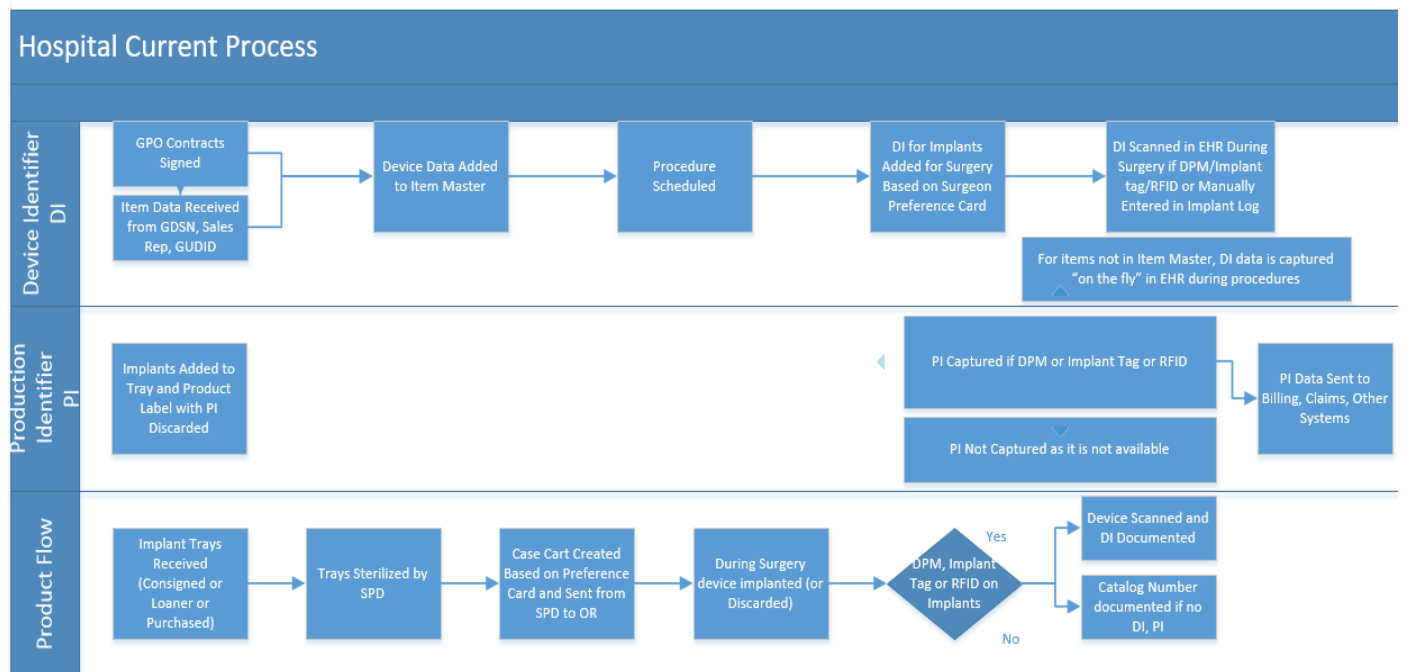 Hospital Current Process
Device Identifier
DI
GPO Contracts
Signed
Item Data Received
from GDSN, Sales
Rep, GUDID
Device Data Added
to Item Master
Procedure
Scheduled
DI for Implants
Added for Surgery
Based on Surgeon
Preference Card
DI Scanned in EHR During
Surgery if DPM/Implant
tag/RFID or Manually
Entered in Implant Log
For items not in Item Master, DI data is captured
“on the fly” in EHR during procedures
Production
Identifier
PI
Implants Added to
Tray and Product
Label with PI
Discarded
PI Captured if DPM or Implant Tag or RFID
PI Not Captured as it is not available
PI Data Sent to
Billing, Claims, Other
Systems
Product Flow
Implant Trays
Received
(Consigned or
Loaner or
Purchased)
Trays Sterilized by
SPD
Case Cart Created
Based on Preference
Card and Sent from
SPD to OR
During Surgery
device implanted (or
Discarded)
DPM, Implant
Tag or RFID on
Implants
Yes
No
Device Scanned and
DI Documented
Catalog Number
documented if no
DI, PI